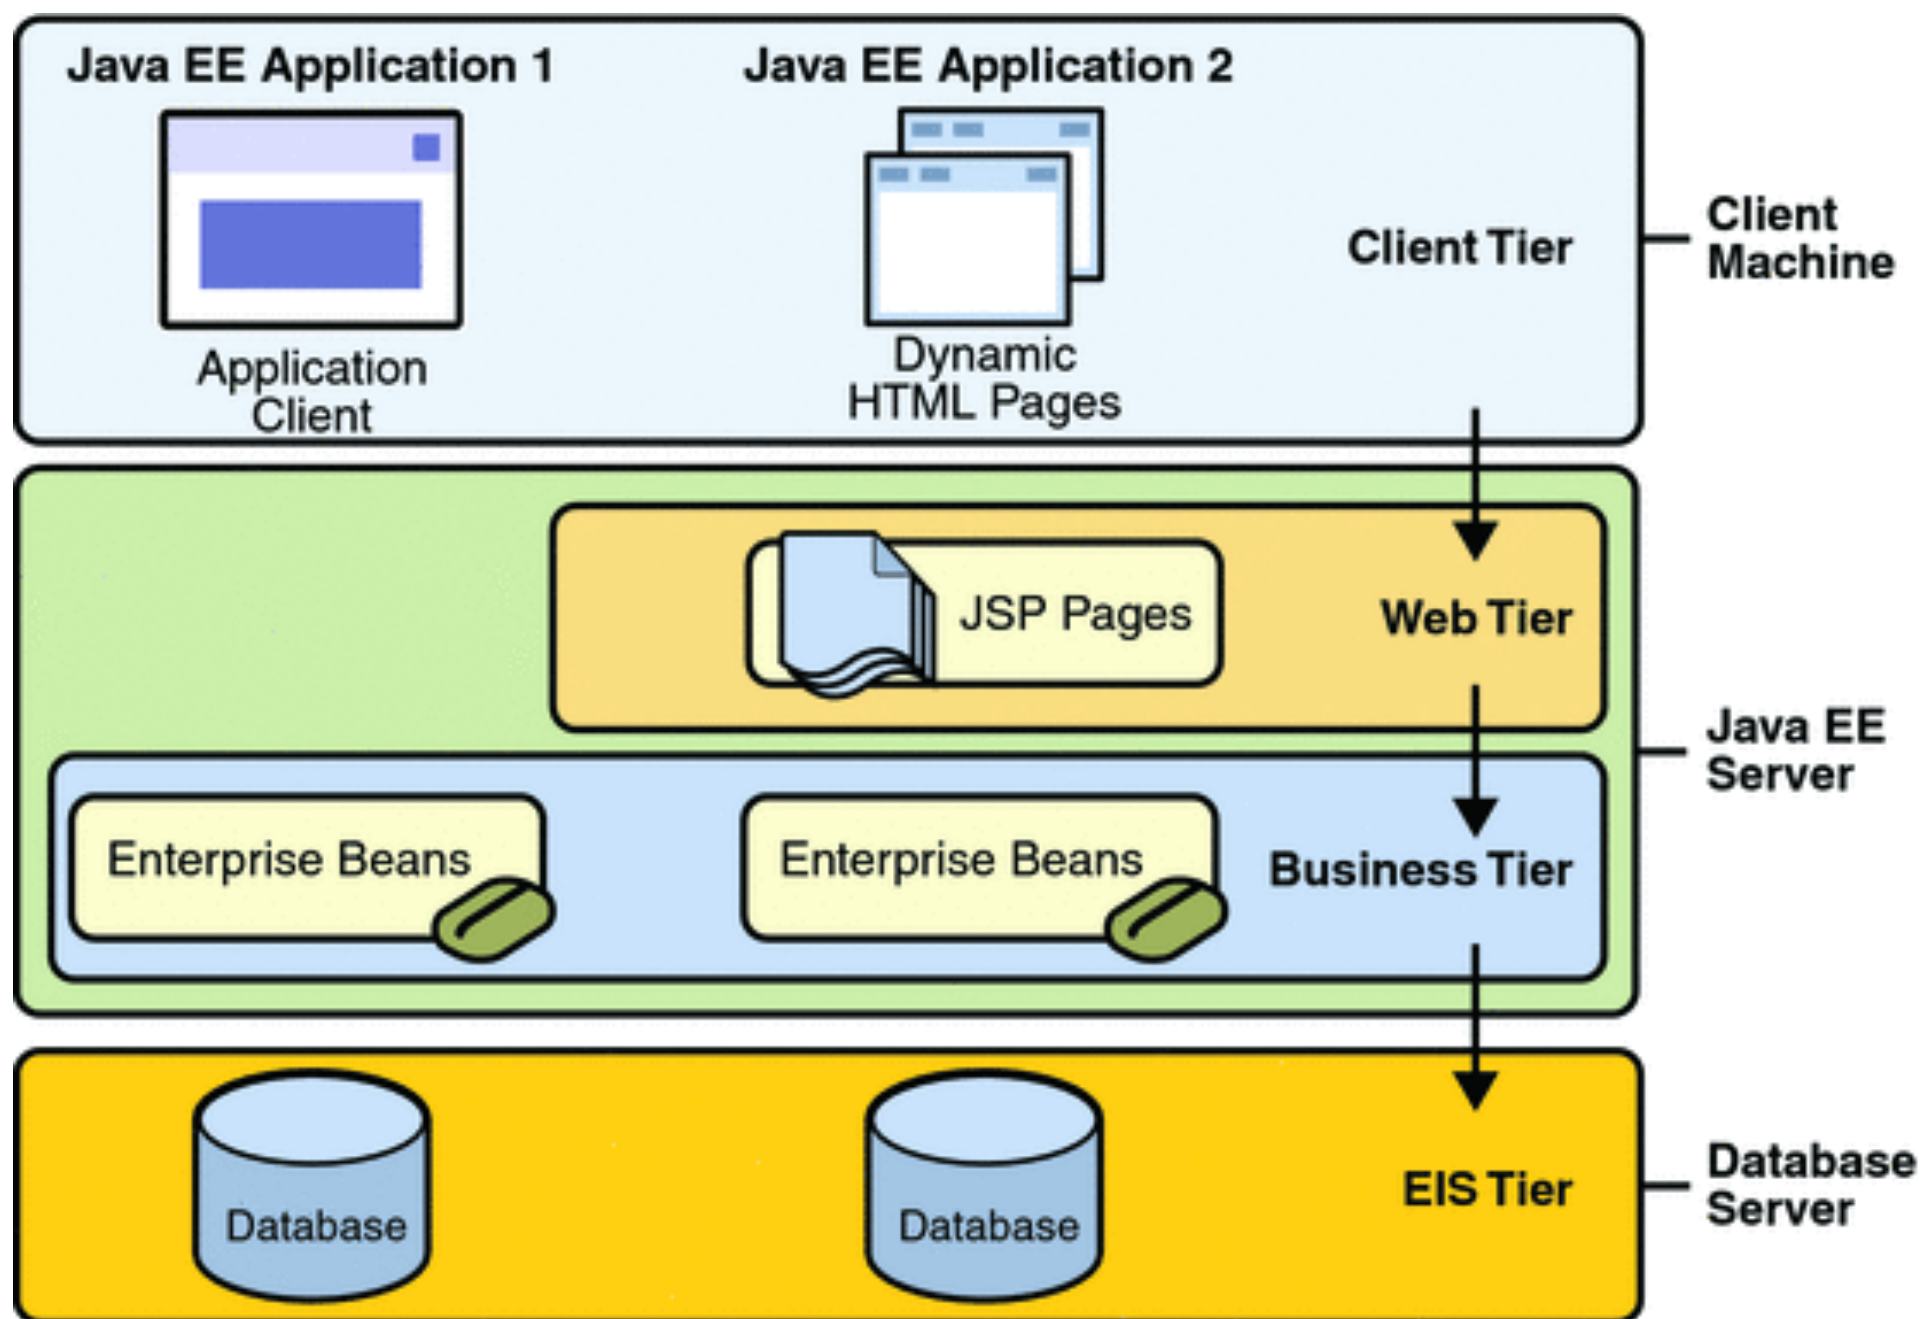 Java EE Application 1
Java EE Application 2
Application
Client
Dynamic
HTML Pages
Client Tier
Client
Machine
JSP Pages
Web Tier
Java EE
Server
Enterprise Beans
Enterprise Beans
Business Tier
Database
Database
EIS Tier
Database
Server